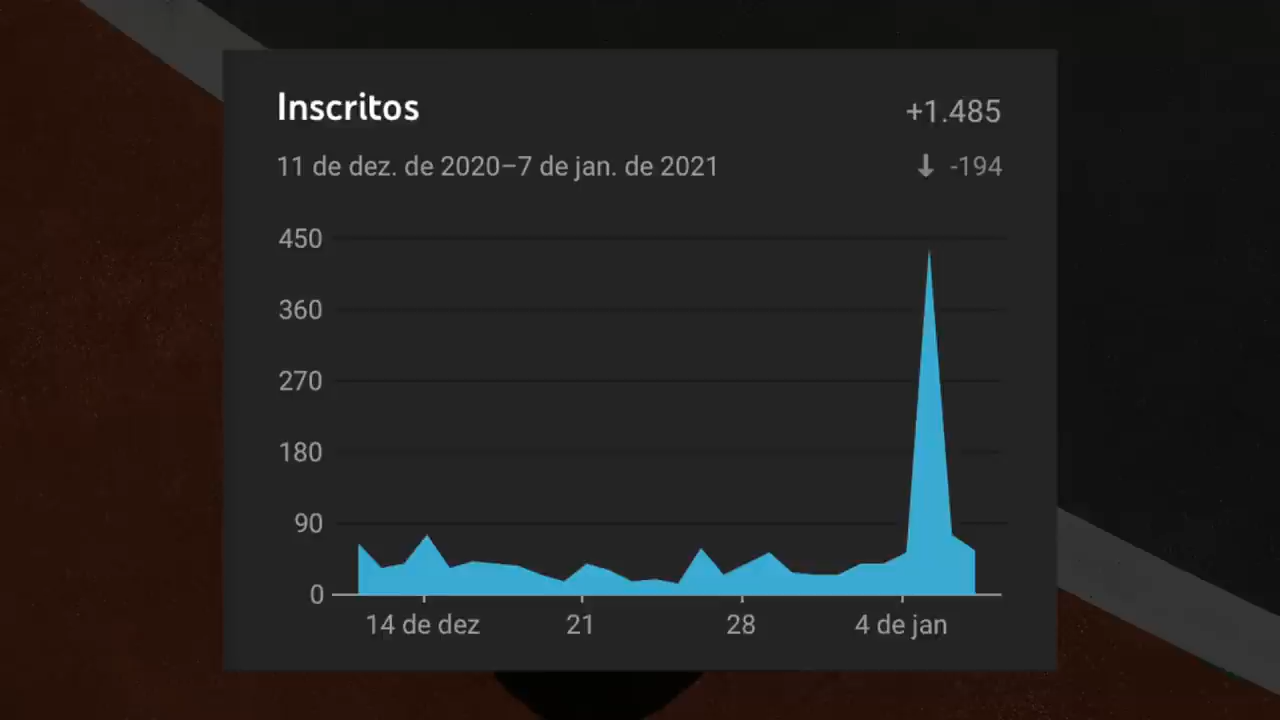 Inscritos
+1.485
11 de dez. de 2020–7 de jan. de 2021
-194
450
360
270
180
90
0
14 de dez
21
28
4 de jan